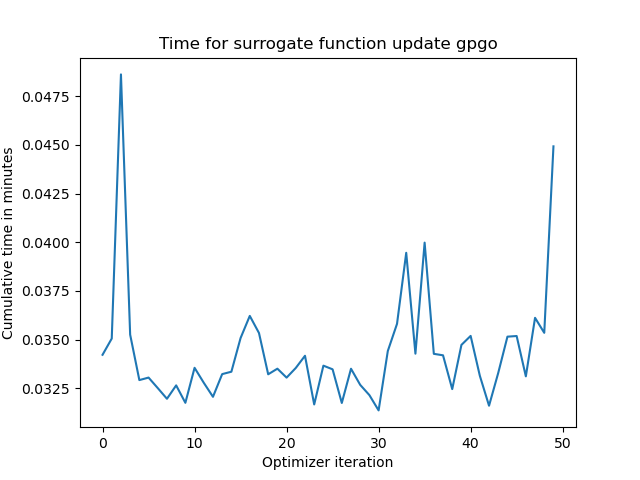 Time for surrogate function update gpgo
0.0475
0.0450
0.0425
0.0400
0.0375
0.0350
0.0325
Cumulative time in minutes
0 10 20 30 40 50
Optimizer iteration